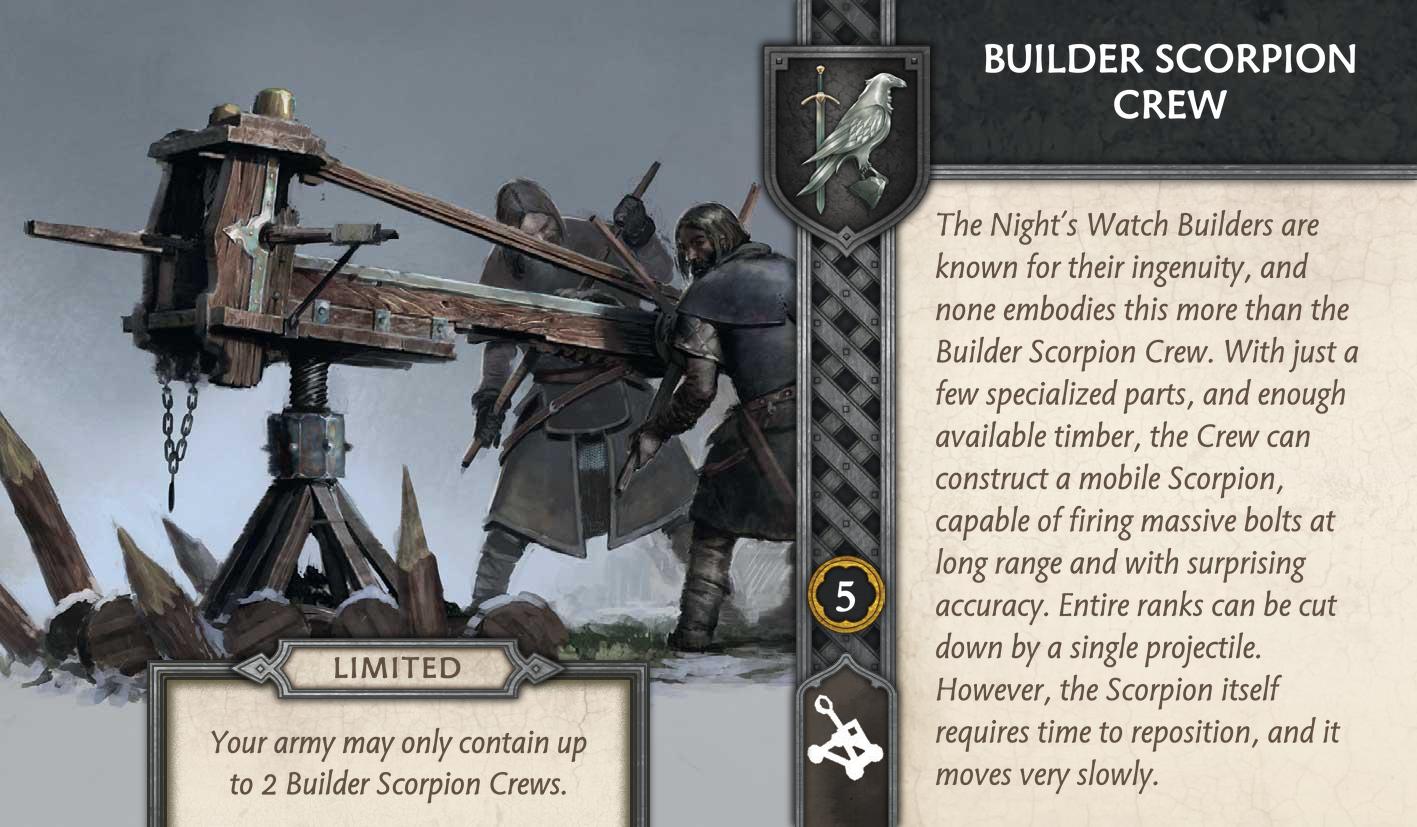 BUILDER SCORPION
CREW
The Night's Watch Builders are
known for their ingenuity, and
none embodies this more than the
Builder Scorpion Crew. With just a
few specialized parts, and enough
available timber, the Crew can
construct a mobile Scorpion,
capable of firing massive bolts at
long range and with surprising
accuracy. Entire ranks can be cut
down by a single projectile.
However, the Scorpion itself
requires time to reposition, and it
moves very slowly.
5
LIMITED
Your army may only contain up
to 2 Builder Scorpion Crews.